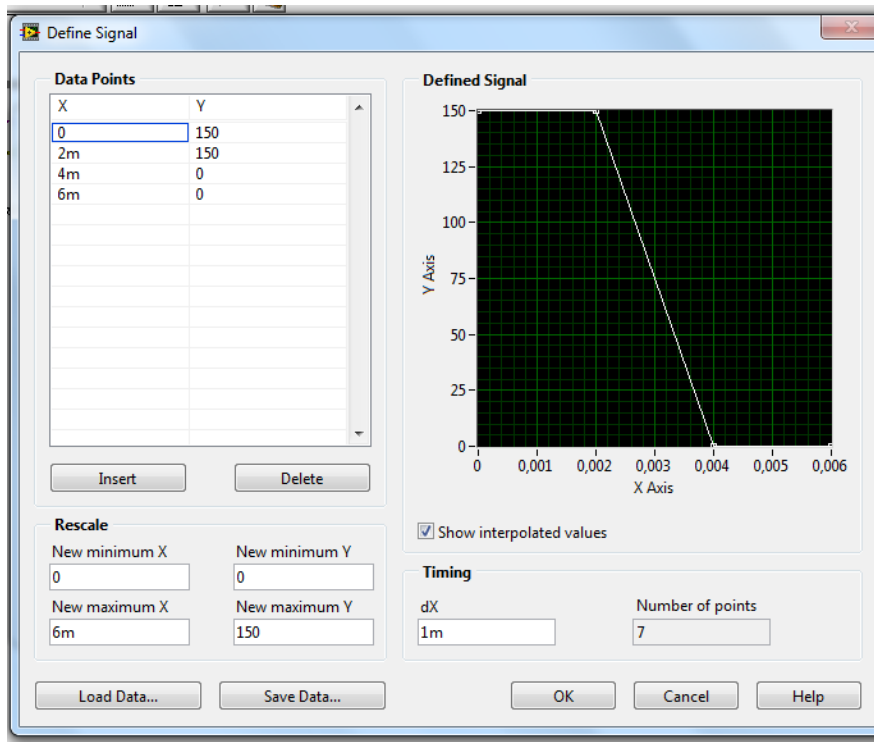 Define Signal
Data Points
X Y
0 150
2m 150
4m 0
6m 0
Insert Delete
Rescale
New minimum X New minimum Y
0 0
New maximum X New maximum Y
6m 150
Load Data... Save Data...
Defined Signal
150
125
100
75
50
25
0
Y Axis
0 0,001 0,002 0,003 0,004 0,005 0,006
X Axis
Show interpolated values
Timing
dX Number of points
1m 7
OK Cancel Help